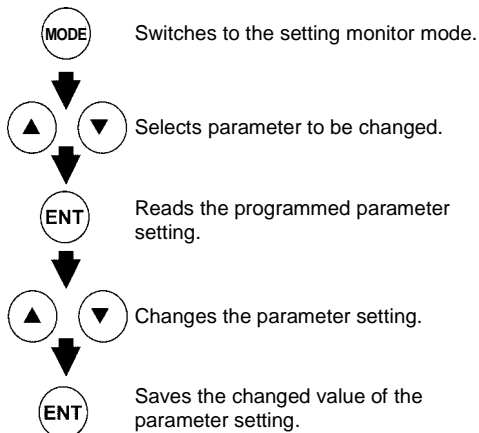 MODE Switches to the setting monitor mode.
▲ ▼ Selects parameter to be changed.
ENT Reads the programmed parameter
setting.
▲ ▼ Changes the parameter setting.
ENT Saves the changed value of the
parameter setting.